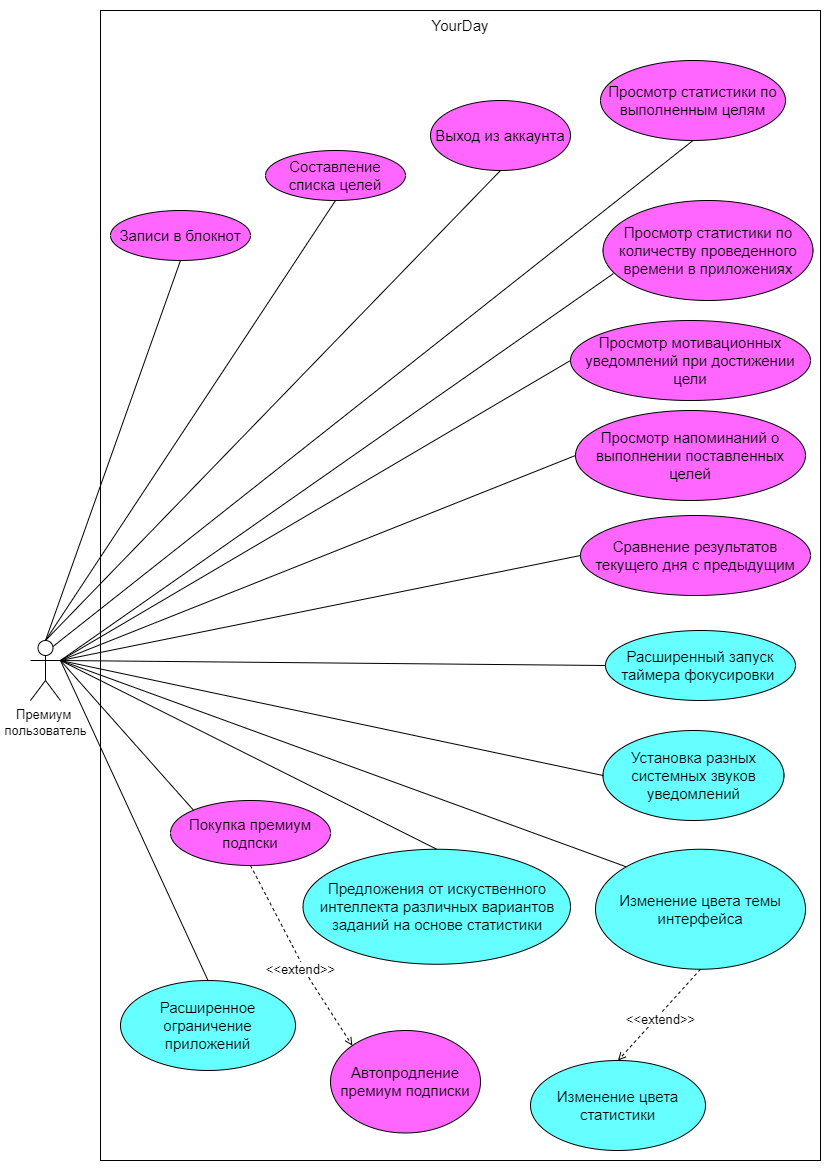 YourDay
Просмотр статистики по
выполненным целям
Выход из аккаунта
Составление
списка целей
Записи в блокнот
Просмотр статистики по
количеству проведенного
времени в приложениях
Просмотр мотивационных
уведомлений при достижении
цели
Просмотр напоминаний о
выполнении поставленных
целей
Сравнение результатов
текущего дня с предыдущим
Расширенный запуск
таймера фокусировки
Премиум
пользователь
Установка разных
системных звуков
уведомлений
Покупка премиум
подпски
Предложения от искуственного
интеллекта различных вариантов
заданий на основе статистики
Изменение цвета темы
интерфейса
<<extend>>
Расширенное
ограничение
приложений
<<extend>>
Автопродление
премиум подписки
Изменение цвета
статистики